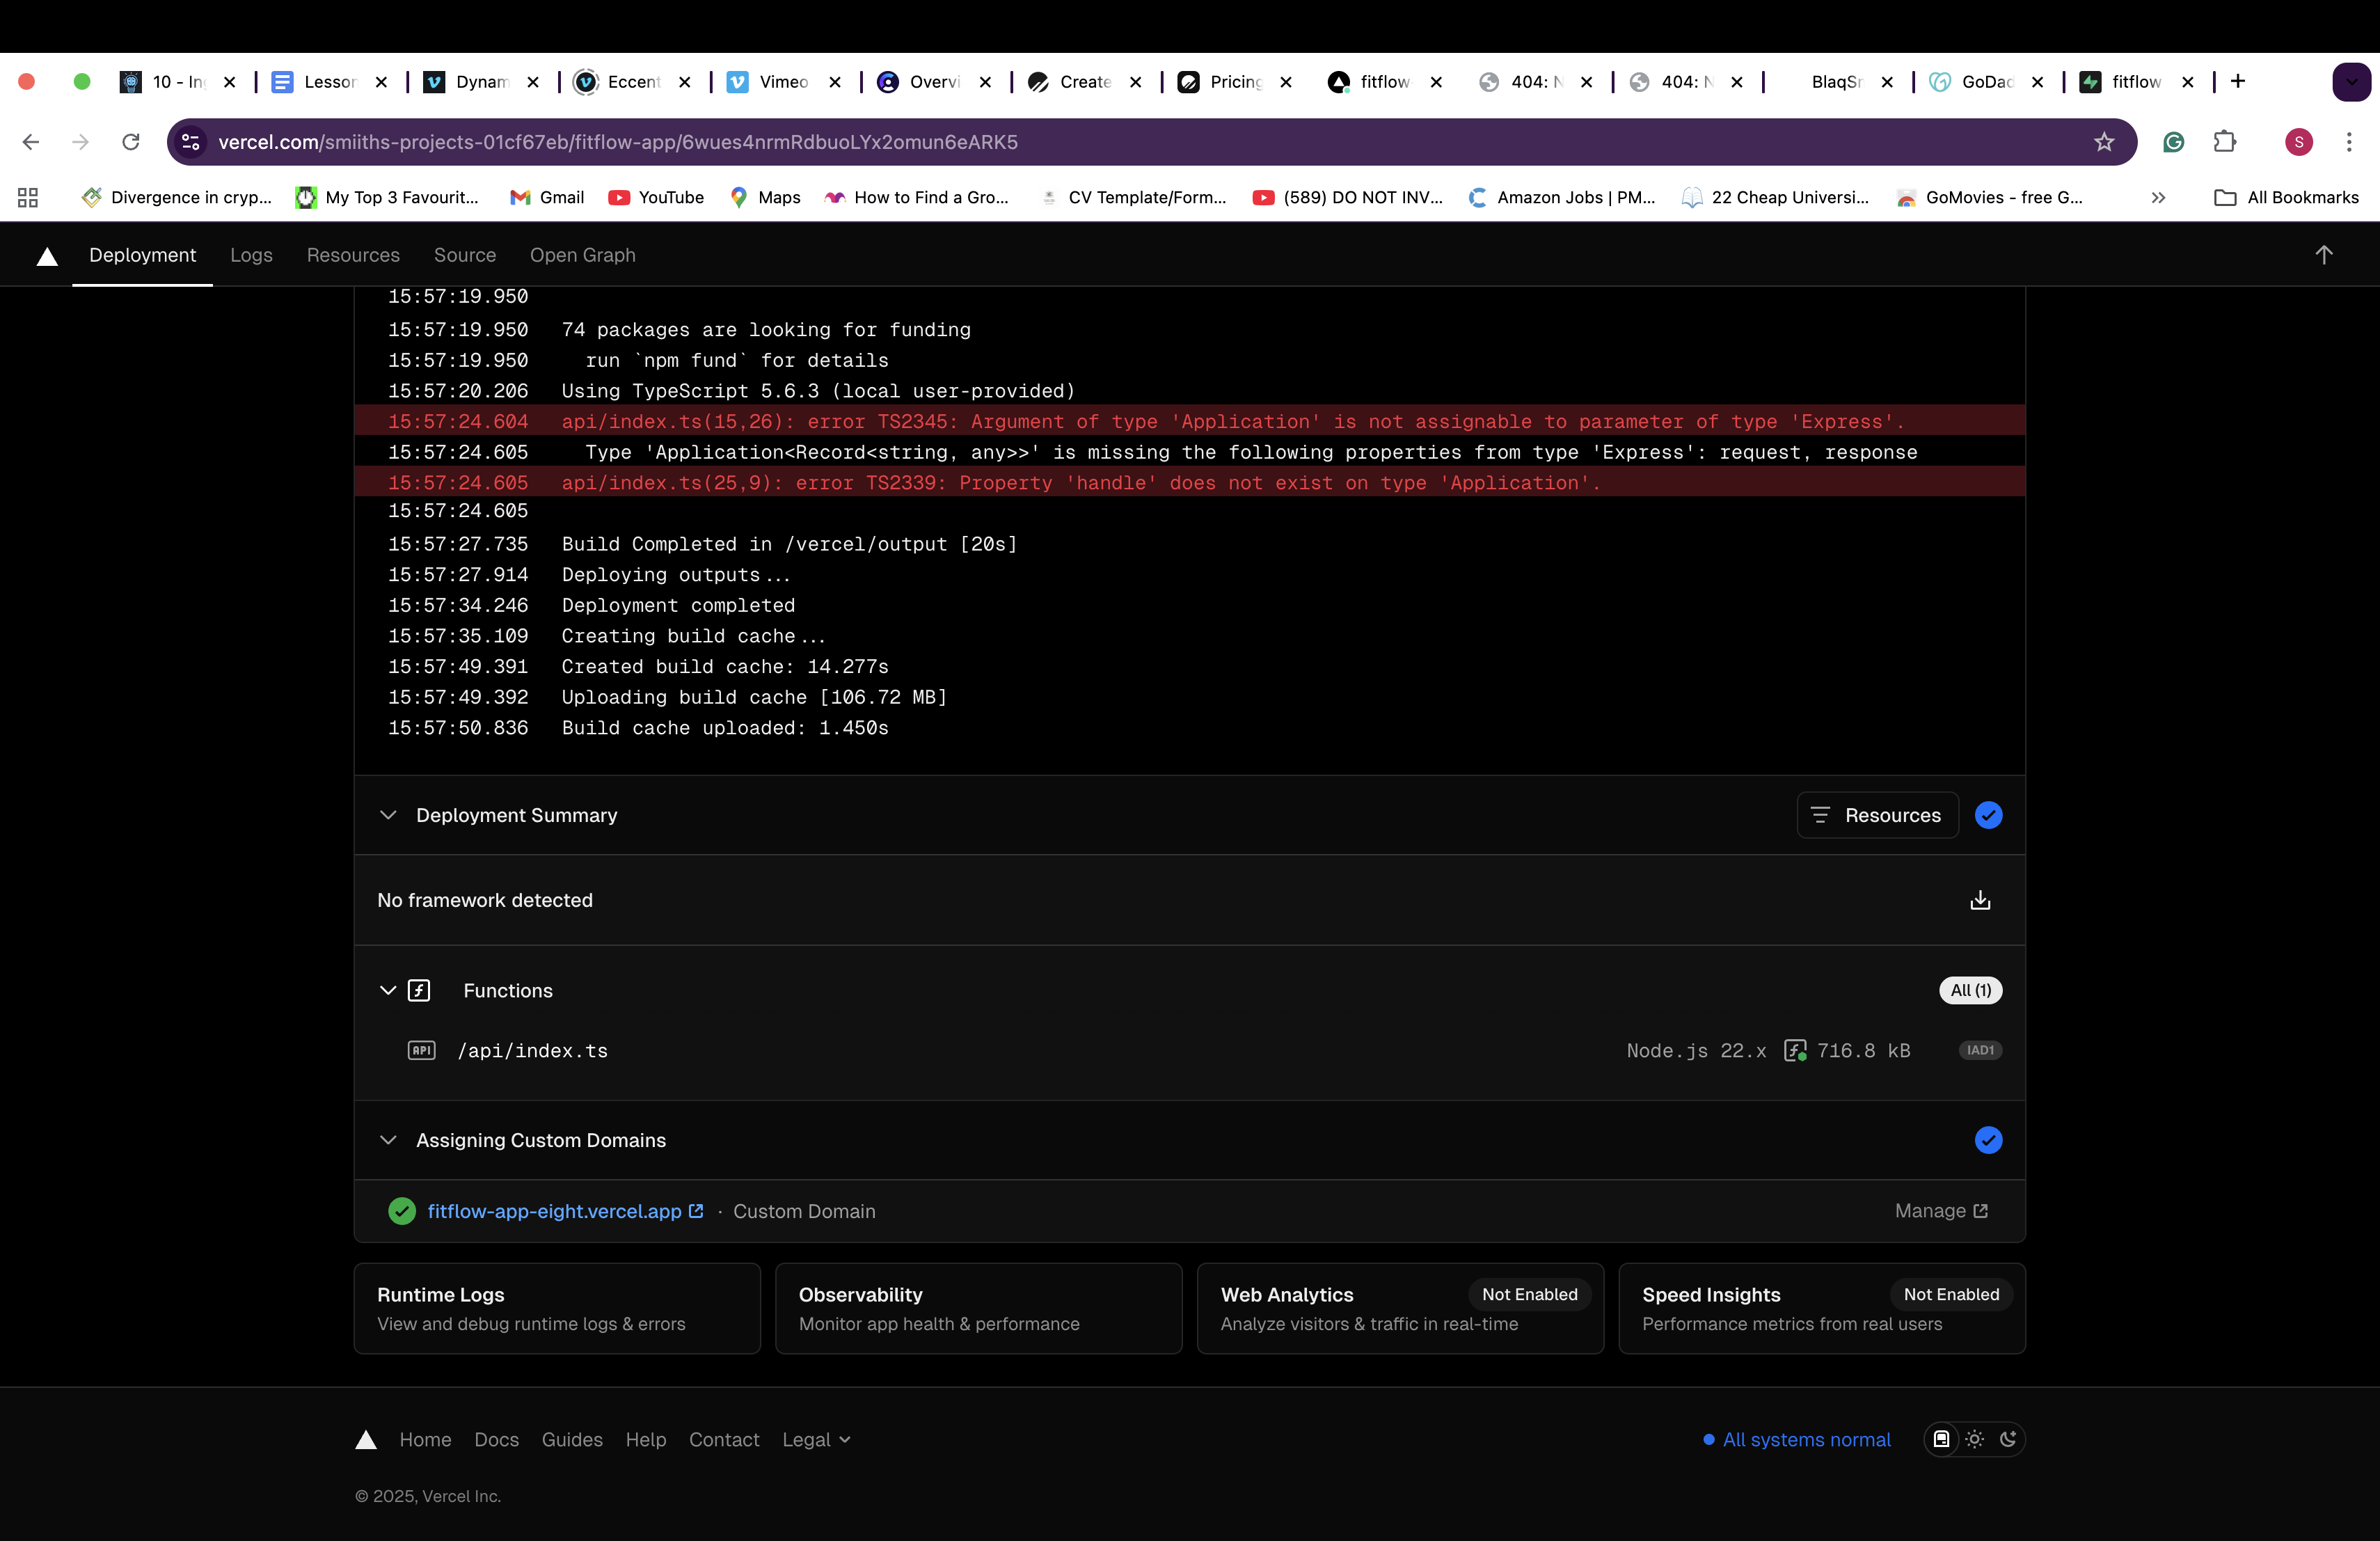 10 - In
Lesson
Dynam
Eccent
Vimeo
Overvi
Create
Pricing
fitflow
404: N
404: N
BlaqSr
GoDad
fitflow
vercel.com/smiiths-projects-01cf67eb/fitflow-app/6wues4nrmRdbuoLYx2omun6eARK5
S
Divergence in cryp...
My Top 3 Favourit...
Gmail
YouTube
Maps
How to Find a Gro...
CV Template/Form...
(589) DO NOT INV...
Amazon Jobs | PM...
22 Cheap Universi...
GoMovies - free G...
All Bookmarks
Deployment Logs Resources Source Open Graph
15:57:19.950
15:57:19.950 74 packages are looking for funding
15:57:19.950 run `npm fund` for details
15:57:20.206 Using TypeScript 5.6.3 (local user-provided)
15:57:24.604 api/index.ts(15,26): error TS2345: Argument of type 'Application' is not assignable to parameter of type 'Express'.
15:57:24.605 Type 'Application<Record<string, any>>' is missing the following properties from type 'Express': request, response
15:57:24.605 api/index.ts(25,9): error TS2339: Property 'handle' does not exist on type 'Application'.
15:57:24.605
15:57:27.735 Build Completed in /vercel/output [20s]
15:57:27.914 Deploying outputs...
15:57:34.246 Deployment completed
15:57:35.109 Creating build cache...
15:57:49.391 Created build cache: 14.277s
15:57:49.392 Uploading build cache [106.72 MB]
15:57:50.836 Build cache uploaded: 1.450s
Deployment Summary
Resources
No framework detected
Functions
All (1)
API /api/index.ts
Node.js 22.x 716.8 kB IAD1
Assigning Custom Domains
fitflow-app-eight.vercel.app · Custom Domain
Manage
Runtime Logs
View and debug runtime logs & errors
Observability
Monitor app health & performance
Web Analytics Not Enabled
Analyze visitors & traffic in real-time
Speed Insights Not Enabled
Performance metrics from real users
Home Docs Guides Help Contact Legal
All systems normal
© 2025, Vercel Inc.